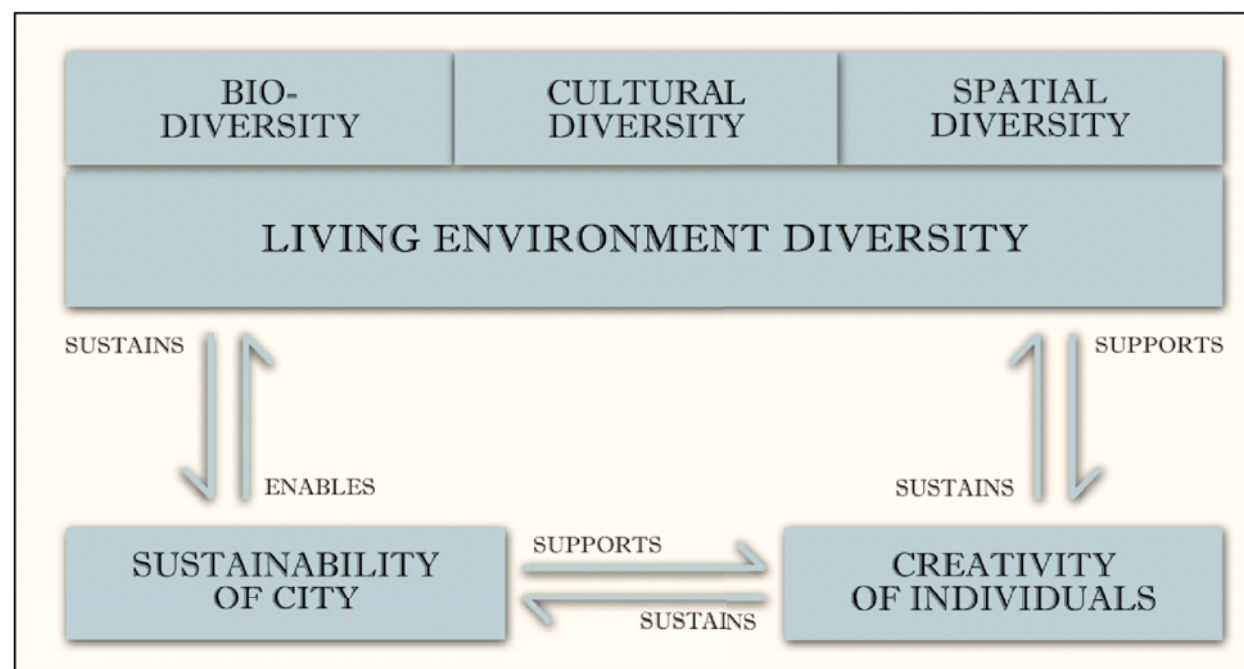 BIO-
DIVERSITY
CULTURAL
DIVERSITY
SPATIAL
DIVERSITY
LIVING ENVIRONMENT DIVERSITY
SUSTAINS
SUPPORTS
ENABLES
SUSTAINS
SUSTAINABILITY
OF CITY
SUPPORTS
SUSTAINS
CREATIVITY
OF INDIVIDUALS